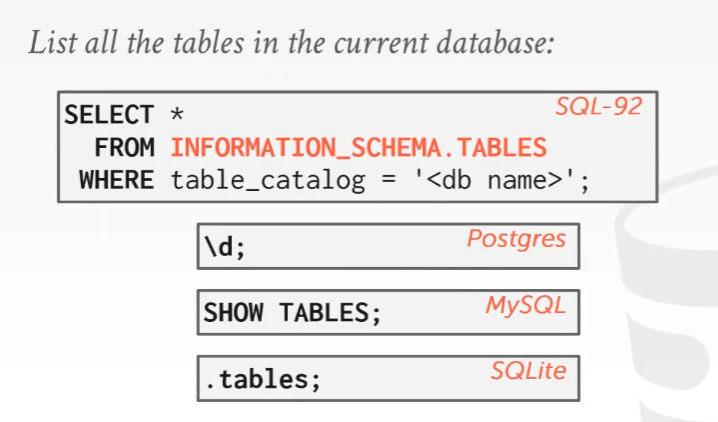 List all the tables in the current database:
SQL-92
SELECT *
FROM INFORMATION_SCHEMA.TABLES
WHERE table_catalog = '<db name>';
\d;
Postgres
SHOW TABLES;
MySQL
.tables;
SQLite